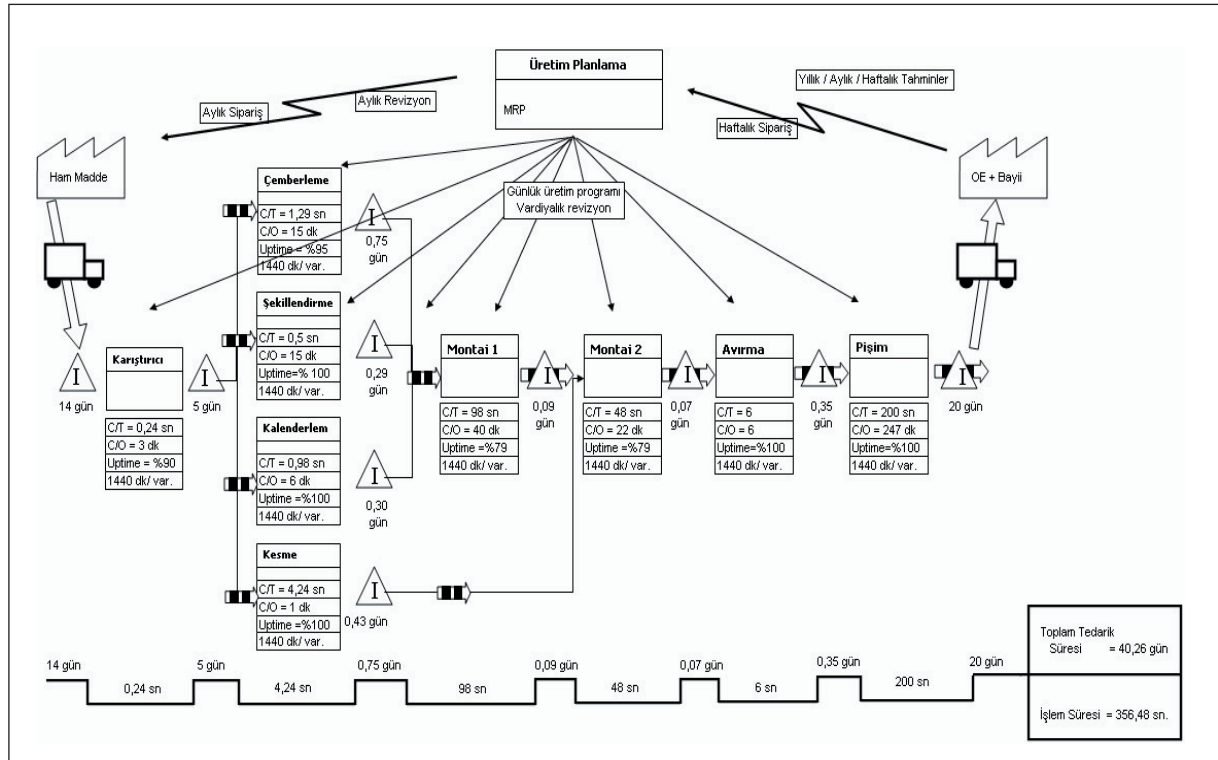 Üretim Planlama
MRP
Yıllık / Aylık / Haftalık Tahminler
Haftalık Sipariş
Aylık Revizyon
Aylık Sipariş
Ham Madde
OE + Bayii
Günlük üretim programı
Vardiyalık revizyon
Çemberleme
C/T = 1,29 sn
C/O = 15 dk
Uptime = %95
1440 dk/ var.
I
0,75
gün
Şekillendirme
C/T = 0,5 sn
C/O = 15 dk
Uptime=% 100
1440 dk/ var.
I
0,29
gün
Kalenderlem
C/T = 0,98 sn
C/O = 6 dk
Uptime =%100
1440 dk/ var.
I
0,30
gün
Kesme
C/T = 4,24 sn
C/O = 1 dk
Uptime =%100
1440 dk/ var.
I
0,43 gün
I
14 gün
Karıştırıcı
C/T = 0,24 sn
C/O = 3 dk
Uptime = %90
1440 dk/ var.
I
5 gün
Montai 1
C/T = 98 sn
C/O = 40 dk
Uptime =%79
1440 dk/ var.
I
0,09
gün
Montai 2
C/T = 48 sn
C/O = 22 dk
Uptime =%79
1440 dk/ var.
I
0,07
gün
Avırma
C/T = 6
C/O = 6
Uptime=%100
1440 dk/ var.
I
0,35
gün
Pişim
C/T = 200 sn
C/O = 247 dk
Uptime=%100
1440 dk/ var.
I
20 gün
14 gün
0,24 sn
5 gün
4,24 sn
0,75 gün
98 sn
0,09 gün
48 sn
0,07 gün
6 sn
0,35 gün
200 sn
20 gün
Toplam Tedarik
Süresi = 40,26 gün
İşlem Süresi = 356,48 sn.